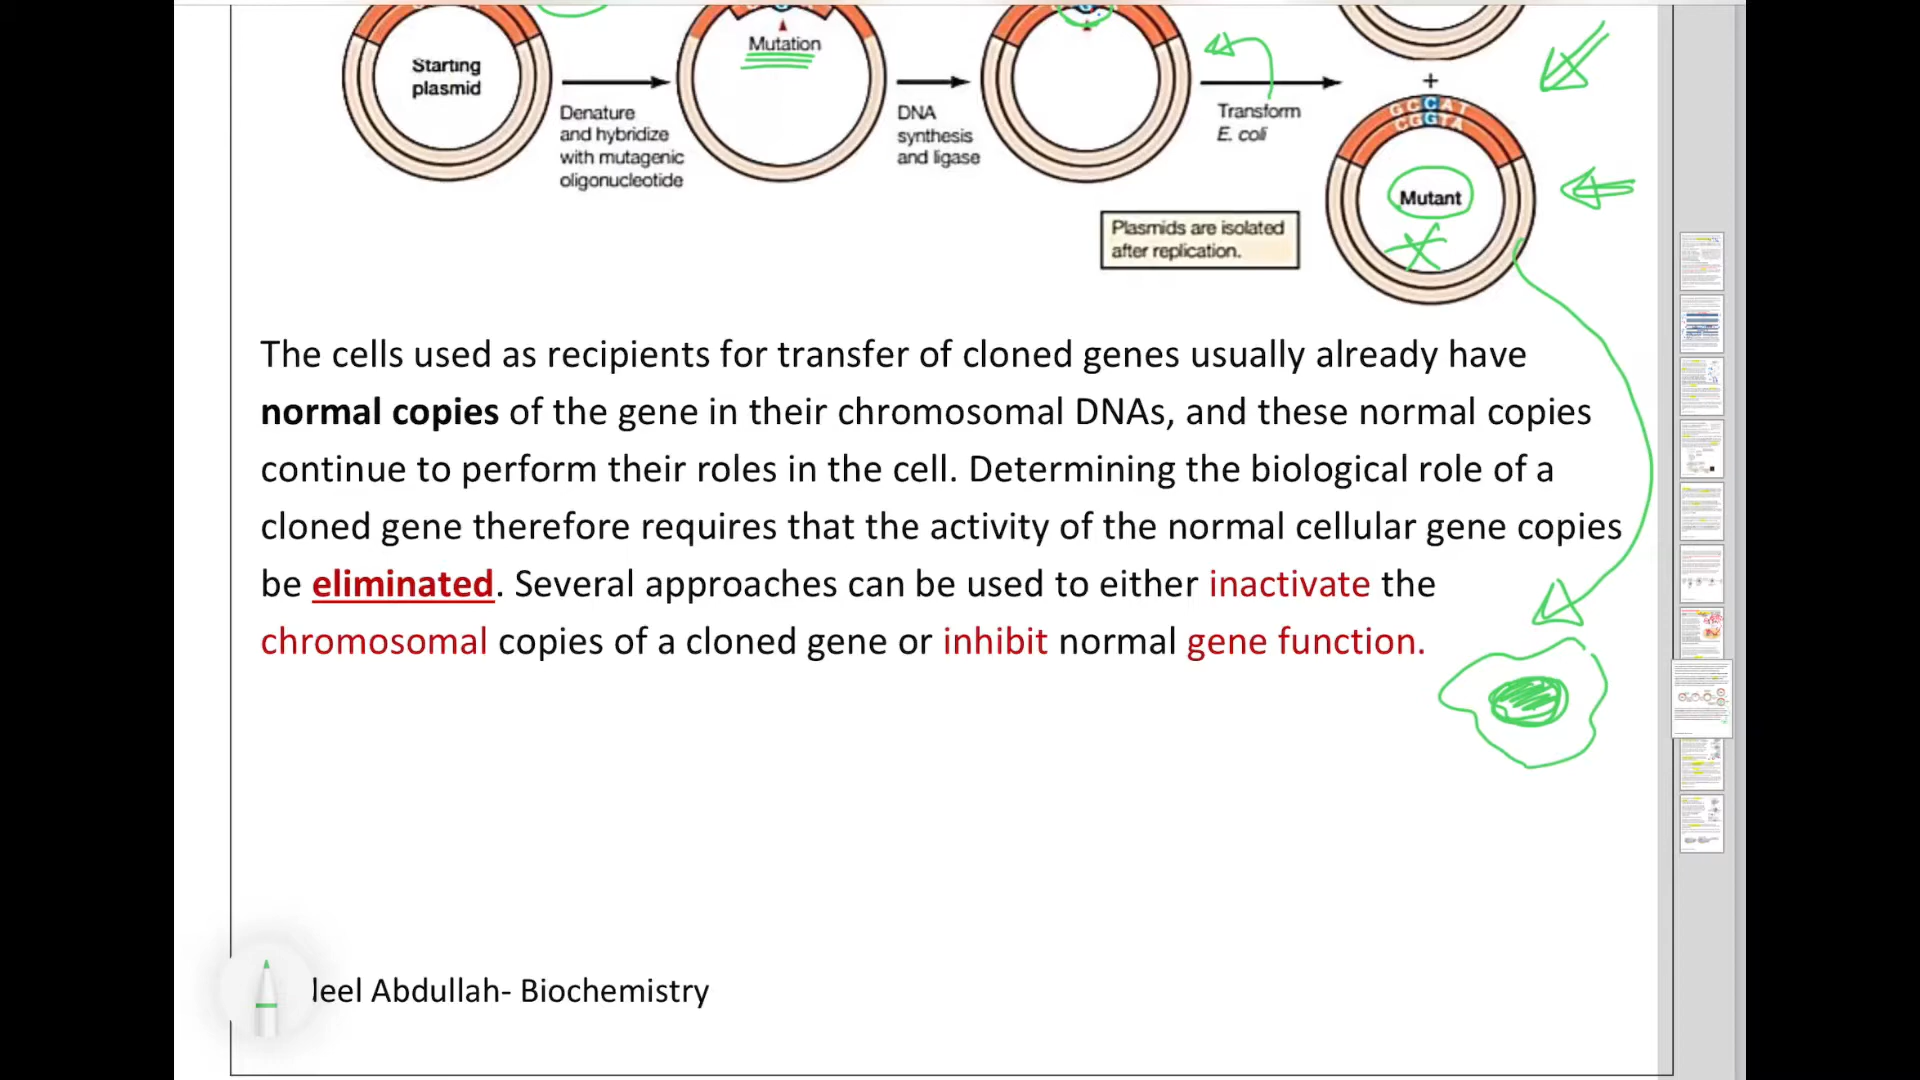 Starting
plasmid
Denature
and hybridize
with mutagenic
oligonucleotide
Mutation
DNA
synthesis
and ligase
Transform
E. coli
+
GCCAT
CGGTA
Mutant
Plasmids are isolated
after replication.
The cells used as recipients for transfer of cloned genes usually already have
normal copies of the gene in their chromosomal DNAs, and these normal copies
continue to perform their roles in the cell. Determining the biological role of a
cloned gene therefore requires that the activity of the normal cellular gene copies
be eliminated. Several approaches can be used to either inactivate the
chromosomal copies of a cloned gene or inhibit normal gene function.
leel Abdullah- Biochemistry